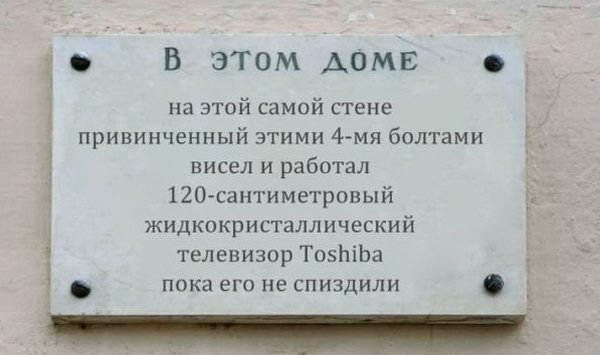 В ЭТОМ ДОМЕ
на этой самой стене
привинченный этими 4-мя болтами
висел и работал
120-сантиметровый
жидкокристаллический
телевизор Toshiba
пока его не спиздили